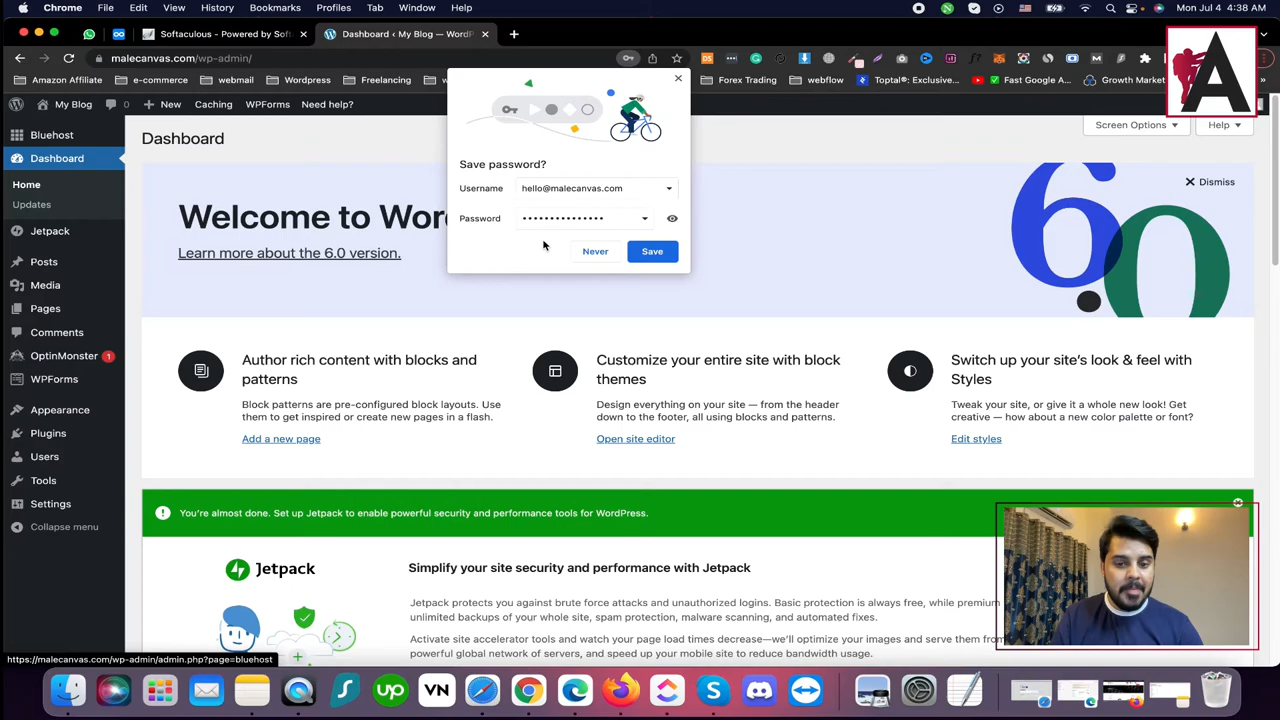 Chrome File Edit View History Bookmarks Profiles Tab Window Help
4:38 AM
Softaculous - Powered by Soft
Dashboard ‹ My Blog — WordP
malecanvas.com/wp-admin/
Amazon Affiliate e-commerce webmail Wordpress Freelancing
Forex Trading webflow Toptal®: Exclusive... Fast Google A Growth Market
A
My Blog 0 New Caching WPForms Need help?
Save password?
Username hello@malecanvas.com
Password •••••••••••••••
Never Save
Bluehost
Dashboard
Home
Updates
Jetpack
Posts
Media
Pages
Comments
OptinMonster 1
WPForms
Appearance
Plugins
Users
Tools
Settings
Collapse menu
Dashboard
Screen Options
Help
Welcome to Wor
Learn more about the 6.0 version.
Dismiss
6.0
Author rich content with blocks and
patterns
Block patterns are pre-configured block layouts. Use
them to get inspired or create new pages in a flash.
Add a new page
Customize your entire site with block
themes
Design everything on your site — from the header
down to the footer, all using blocks and patterns.
Open site editor
Switch up your site's look & feel with
Styles
Tweak your site, or give it a whole new look! Get
creative — how about a new color palette or font?
Edit styles
You're almost done. Set up Jetpack to enable powerful security and performance tools for WordPress.
Jetpack
Simplify your site security and performance with Jetpack
Jetpack protects you against brute force attacks and unauthorized logins. Basic protection is always free, while premium
unlimited backups of your whole site, spam protection, malware scanning, and automated fixes.
Activate site accelerator tools and watch your page load times decrease—we'll optimize your images and serve them from
powerful global network of servers, and speed up your mobile site to reduce bandwidth usage.
https://malecanvas.com/wp-admin/admin.php?page=bluehost
up
VN